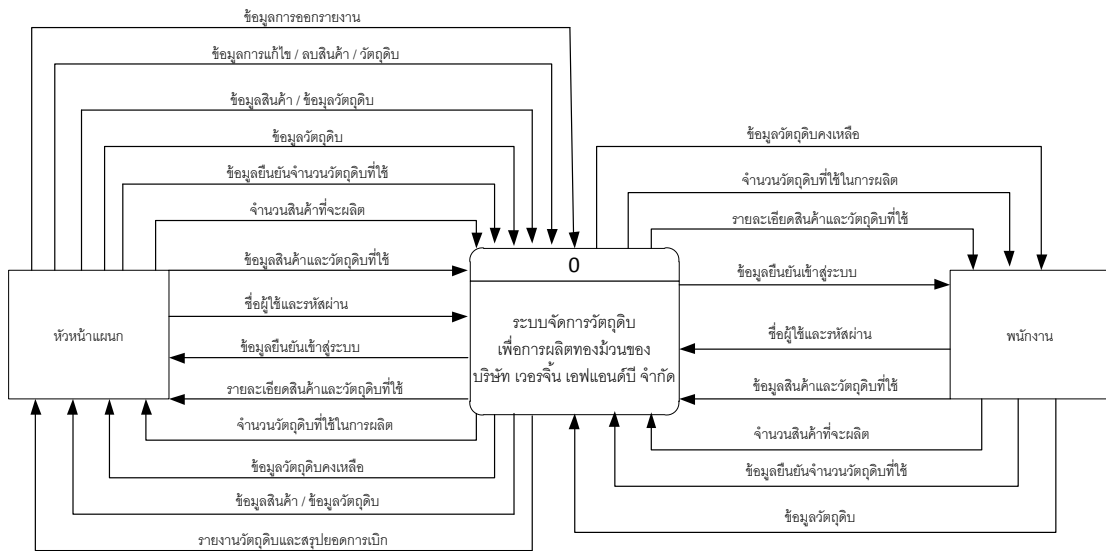 ข้อมูลการออกรายงาน
ข้อมูลการแก้ไข / ลบสินค้า / วัตถุดิบ
ข้อมูลสินค้า / ข้อมุลวัตถุดิบ
ข้อมูลวัตถุดิบ
ข้อมูลยืนยันจำนวนวัตถุดิบที่ใช้
จำนวนสินค้าที่จะผลิต
ข้อมูลสินค้าและวัตถุดิบที่ใช้
ชื่อผู้ใช้และรหัสผ่าน
ข้อมูลยืนยันเข้าสู่ระบบ
รายละเอียดสินค้าและวัตถุดิบที่ใช้
จำนวนวัตถุดิบที่ใช้ในการผลิต
ข้อมูลวัตถุดิบคงเหลือ
ข้อมูลสินค้า / ข้อมูลวัตถุดิบ
รายงานวัตถุดิบและสรุปยอดการเบิก
หัวหน้าแผนก
0
ระบบจัดการวัตถุดิบ
เพื่อการผลิตทองม้วนของ
บริษัท เวอรจิ้น เอฟแอนด์บี จำกัด
ข้อมูลวัตถุดิบคงเหลือ
จำนวนวัตถุดิบที่ใช้ในการผลิต
รายละเอียดสินค้าและวัตถุดิบที่ใช้
ข้อมูลยืนยันเข้าสู่ระบบ
ชื่อผู้ใช้และรหัสผ่าน
ข้อมูลสินค้าและวัตถุดิบที่ใช้
จำนวนสินค้าที่จะผลิต
ข้อมูลยืนยันจำนวนวัตถุดิบที่ใช้
ข้อมูลวัตถุดิบ
พนักงาน